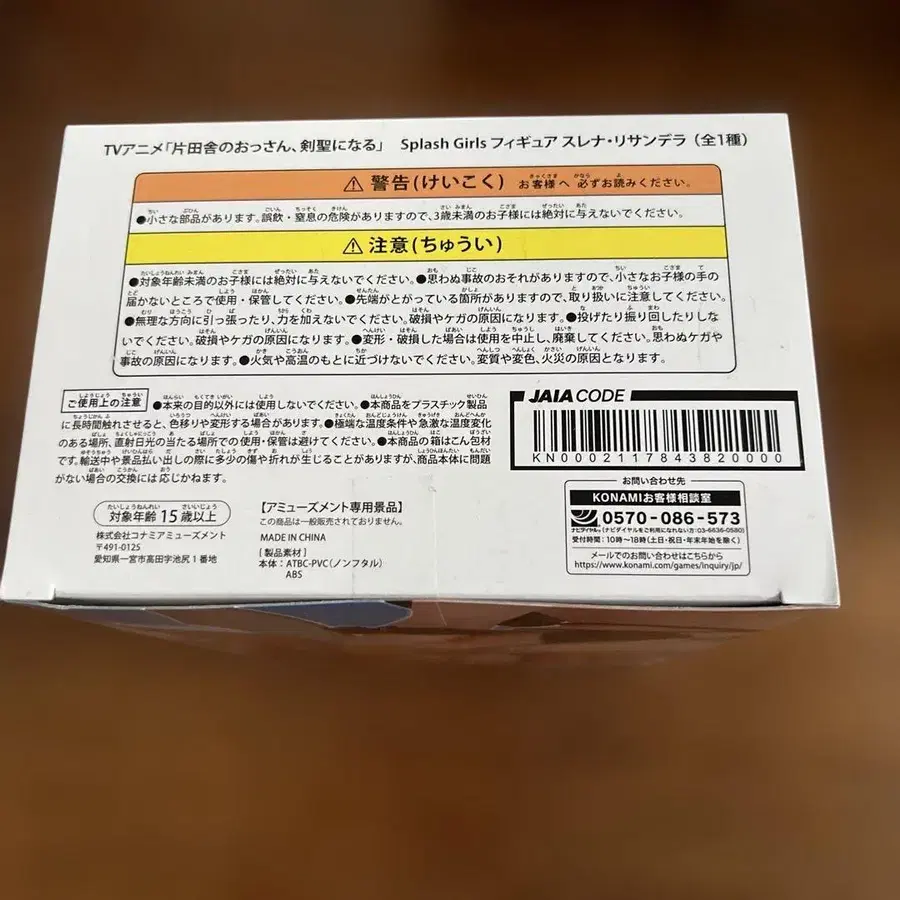 TVアニメ「片田舎のおっさん、剣聖になる」 Splash Girls フィギュア スレナ・リサンデラ（全1種）
⚠ 警告(けいこく) お客様へ 必ずお読みください。
●小さな部品があります。誤飲・窒息の危険がありますので、3歳未満のお子様には絶対に与えないでください。
⚠ 注意(ちゅうい)
●対象年齢未満のお子様には絶対に与えないでください。●思わぬ事故のおそれがありますので、小さなお子様の手の
届かないところで使用・保管してください。●先端がとがっている箇所がありますので、取り扱いに注意してください。
●無理な方向に引っ張ったり、力を加えないでください。破損やケガの原因になります。●投げたり振り回したりしな
いでください。破損やケガの原因になります。●変形・破損した場合は使用を中止し、廃棄してください。思わぬケガや
事故の原因になります。●火気や高温のもとに近づけないでください。変質や変色、火災の原因となります。
ご使用上の注意 ●本来の目的以外には使用しないでください。●本商品をプラスチック製品
に長時間触れさせると、色移りや変形する場合があります。●極端な温度条件や急激な温度変化
のある場所、直射日光の当たる場所での使用・保管は避けてください。●本商品の箱はこん包材
です。輸送中や景品払い出しの際に多少の傷や折れが生じることがありますが、商品本体に問題
がない場合の交換には応じかねます。
JAIA CODE
KN0002117843820000
対象年齢 15歳以上
株式会社コナミアミューズメント
〒491-0125
愛知県一宮市高田字池尻1番地
【アミューズメント専用景品】
この商品は一般販売されておりません。
MADE IN CHINA
[製品素材]
本体：ATBC-PVC(ノンフタル)
ABS
お問い合わせ先
KONAMIお客様相談室
ナビダイヤル 0570-086-573
(ナビダイヤルをご利用になれない方：03-6636-0580)
受付時間：10時～18時(土日・祝日・年末年始を除く)
メールでのお問い合わせはこちらから
https://www.konami.com/games/inquiry/jp/